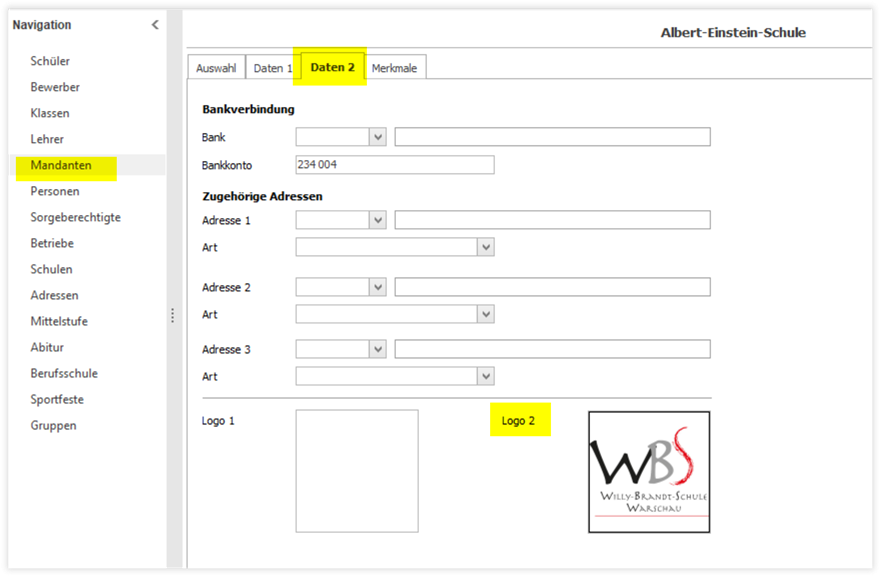 Navigation
Albert-Einstein-Schule
Schüler
Bewerber
Klassen
Lehrer
Mandanten
Personen
Sorgeberechtigte
Betriebe
Schulen
Adressen
Mittelstufe
Abitur
Berufsschule
Sportfeste
Gruppen
Auswahl Daten 1 Daten 2 Merkmale
Bankverbindung
Bank
Bankkonto 234 004
Zugehörige Adressen
Adresse 1
Art
Adresse 2
Art
Adresse 3
Art
Logo 1 Logo 2
WBS
WILLY-BRANDT-SCHULE
WARSCHAU